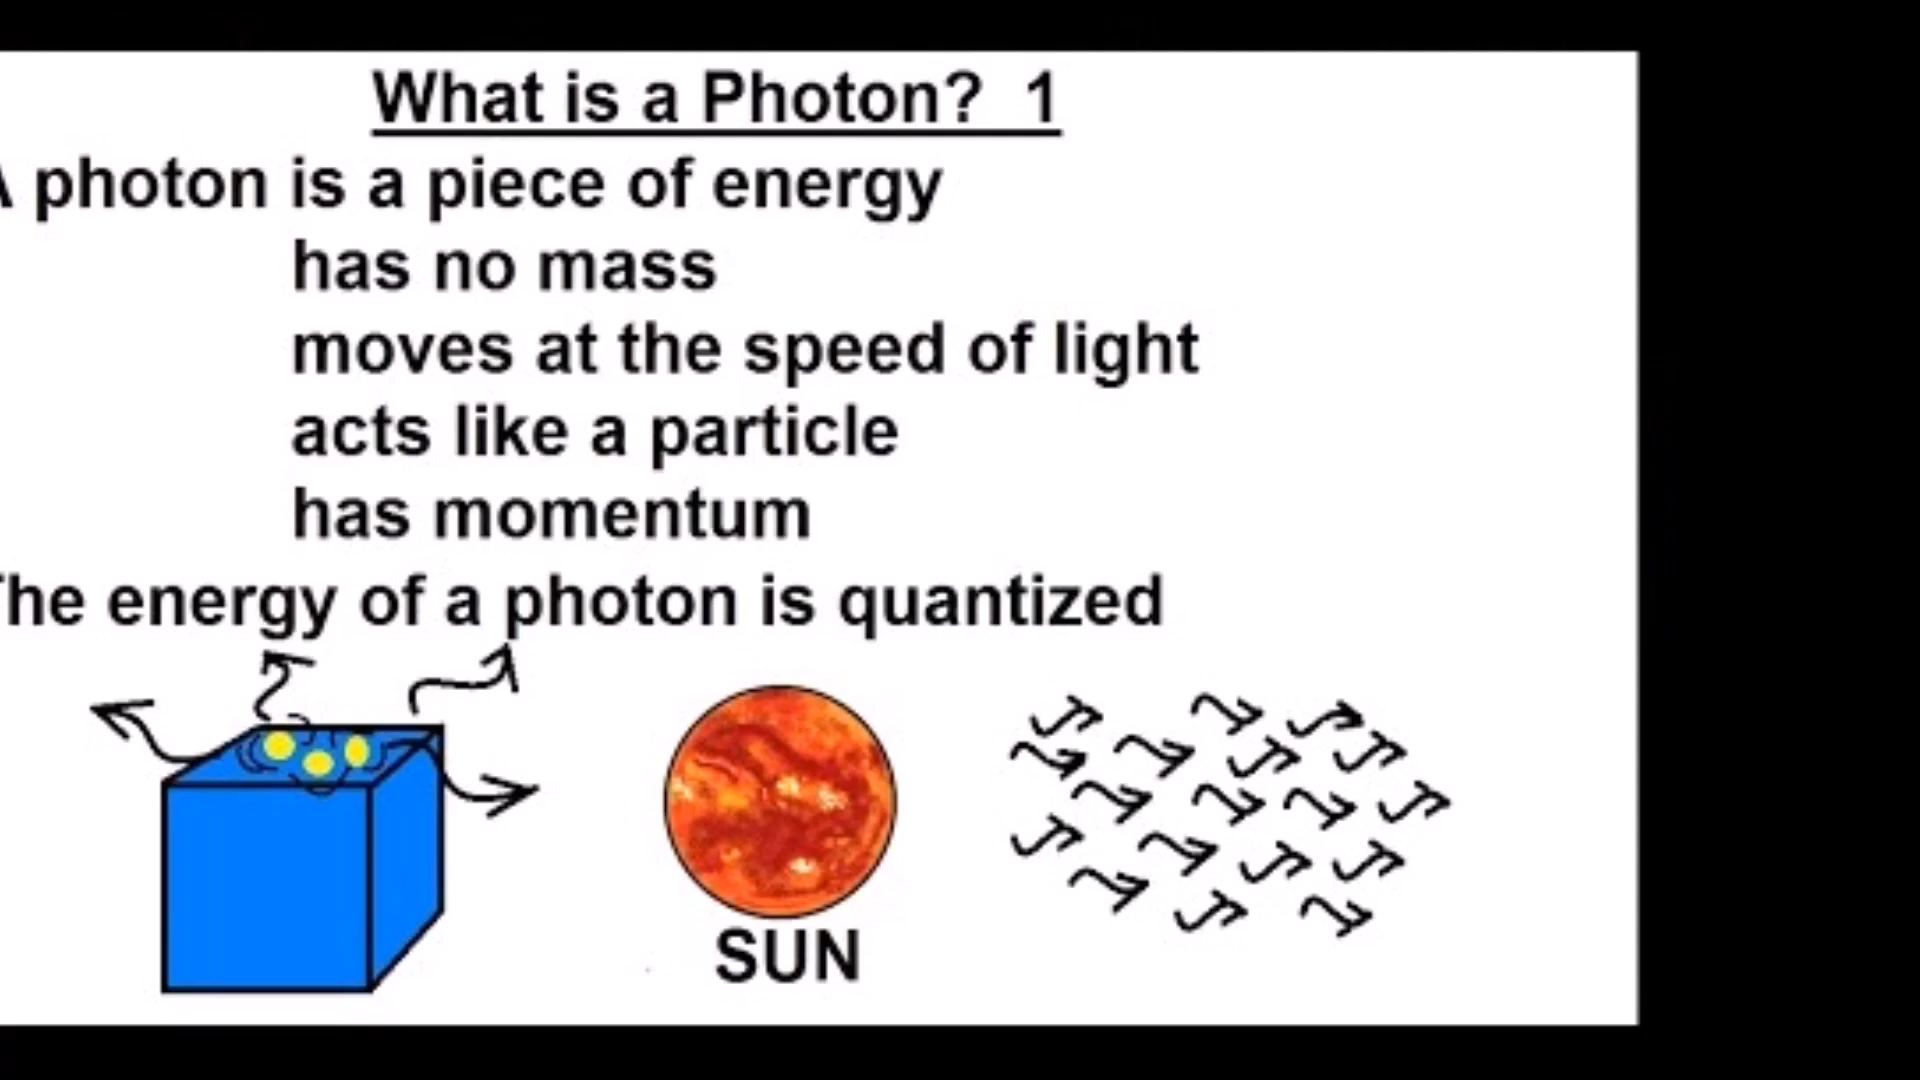 What is a Photon? 1
A photon is a piece of energy
has no mass
moves at the speed of light
acts like a particle
has momentum
The energy of a photon is quantized
SUN